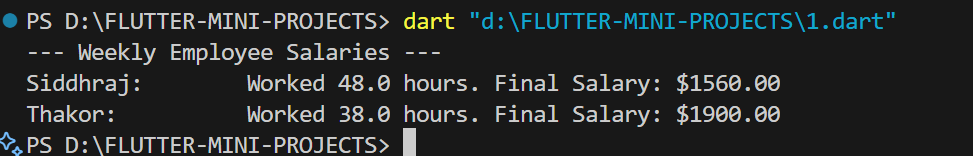 PS D:\FLUTTER-MINI-PROJECTS> dart "d:\FLUTTER-MINI-PROJECTS\1.dart"
--- Weekly Employee Salaries ---
Siddhraj:        Worked 48.0 hours. Final Salary: $1560.00
Thakor:          Worked 38.0 hours. Final Salary: $1900.00
PS D:\FLUTTER-MINI-PROJECTS>